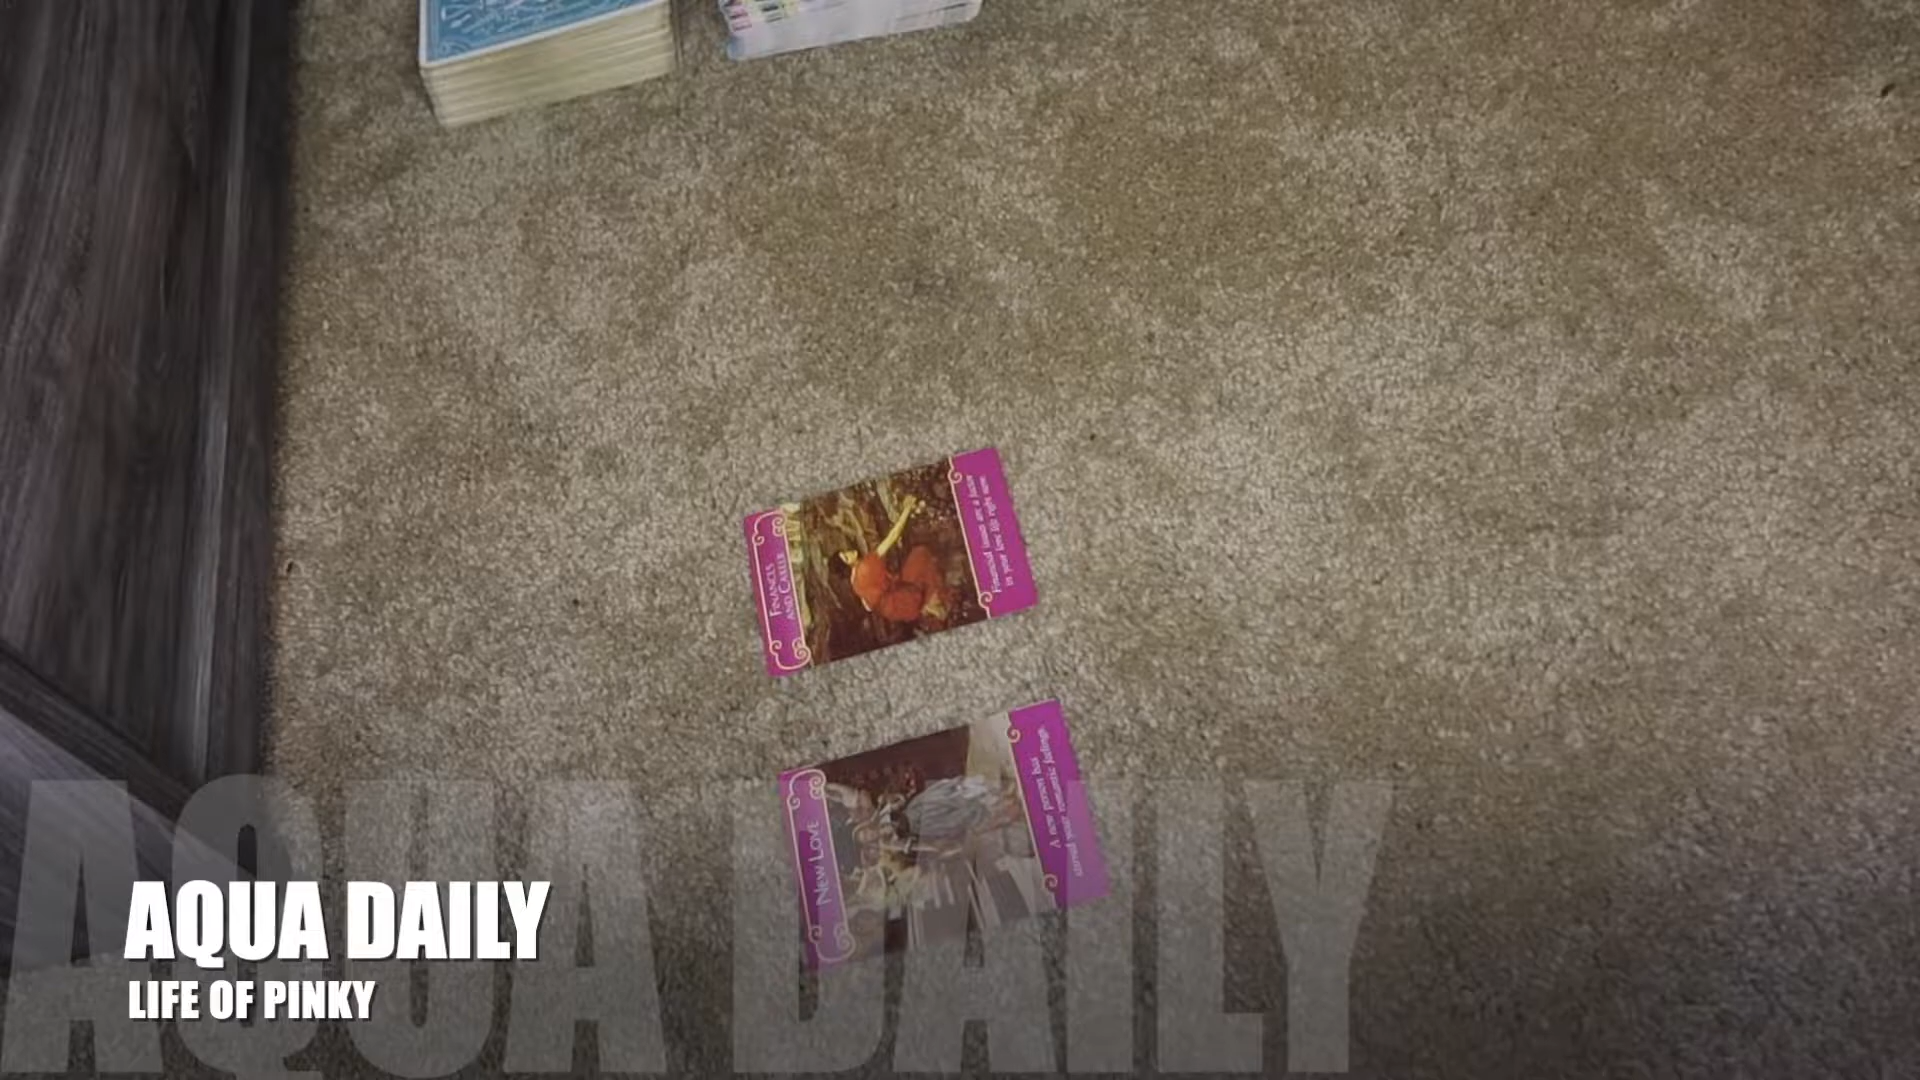 FINANCES
AND CAREER
Financial issues are a factor
in your love life right now.
NEW LOVE
A new person has
stirred your romantic feelings.
AQUA DAILY
AQUA DAILY
LIFE OF PINKY